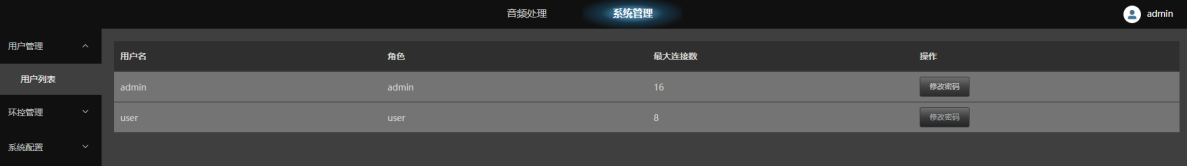 音频处理 系统管理 admin
用户管理
用户列表
环控管理
系统配置
用户名 角色 最大连接数 操作
admin admin 16 修改密码
user user 8 修改密码